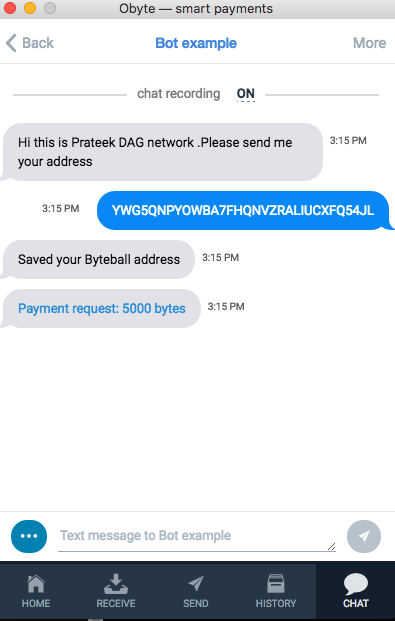 Obyte — smart payments
Back
Bot example
More
chat recording ON
Hi this is Prateek DAG network .Please send me
your address
3:15 PM
3:15 PM
YWG5QNPYOWBA7FHQNVZRALIUCXFQ54JL
Saved your Byteball address
3:15 PM
Payment request: 5000 bytes
3:15 PM
Text message to Bot example
HOME
RECEIVE
SEND
HISTORY
CHAT